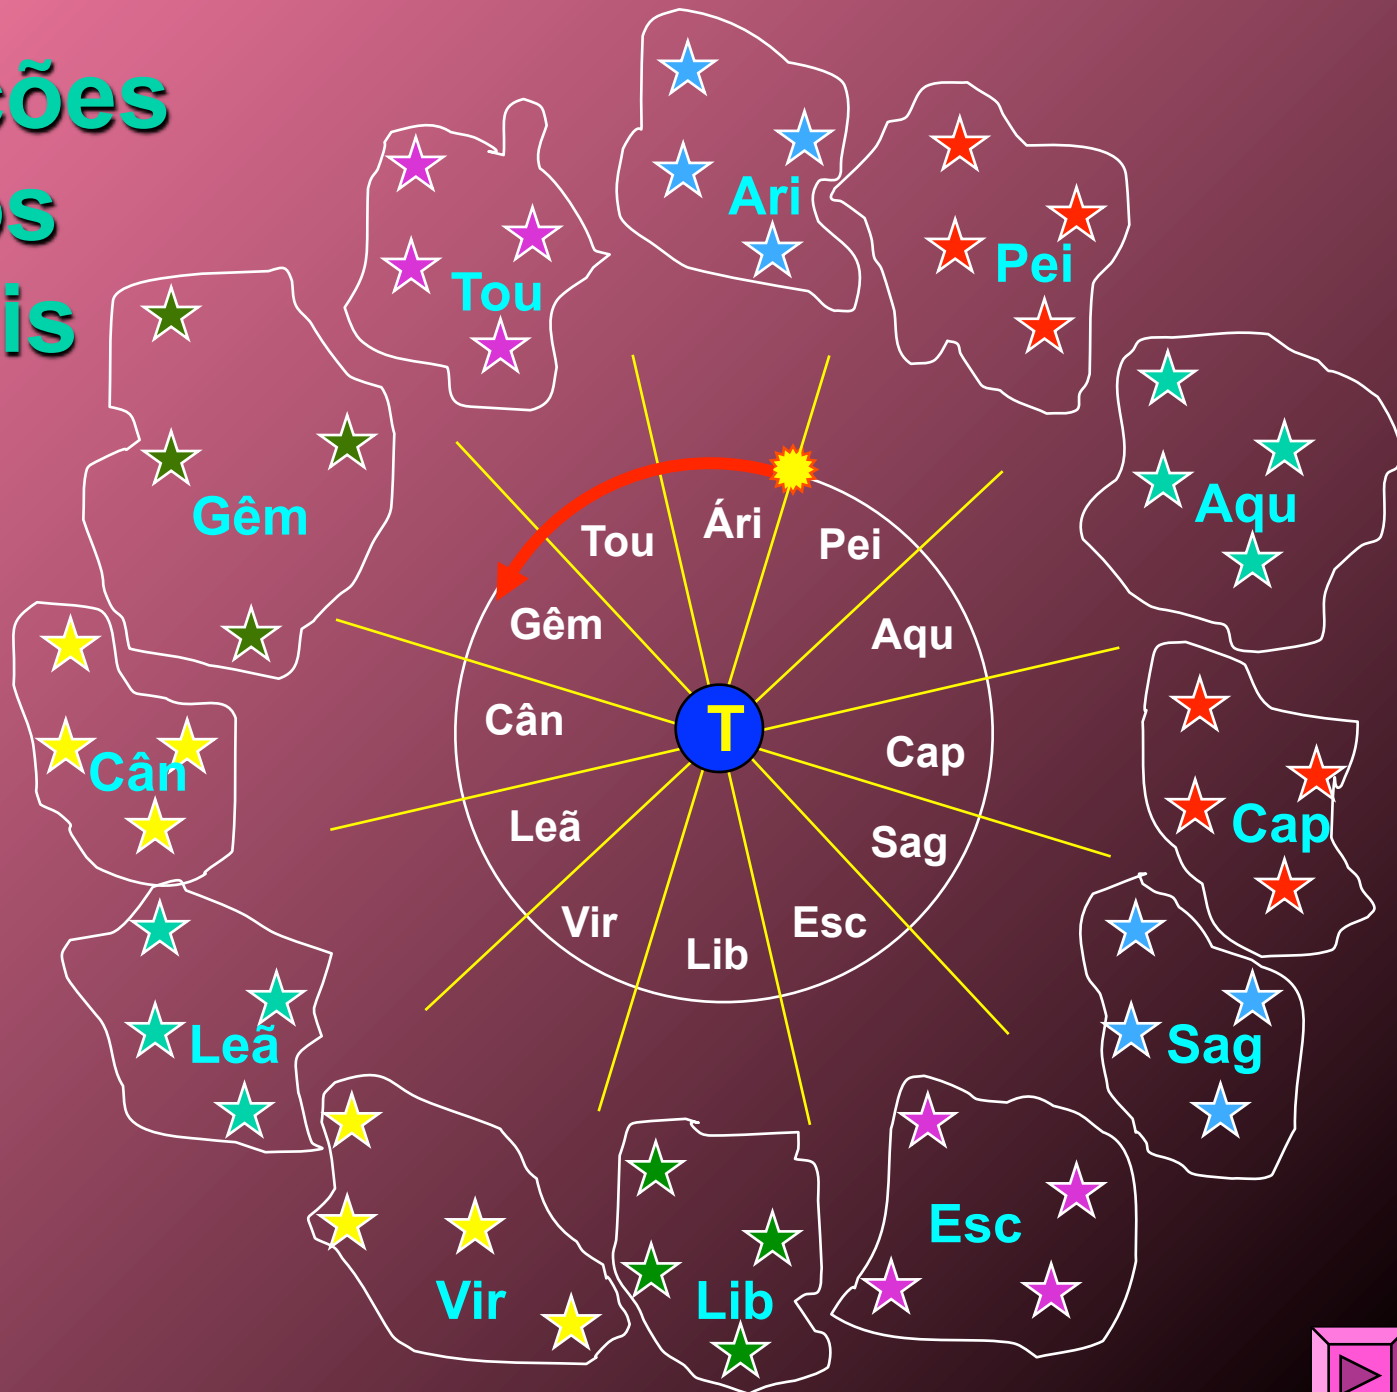 ções
os
is
Ari
Pei
Tou
Gêm
Aqu
Cân
Cap
Leã
Sag
Vir
Lib
Esc
Ári
Tou
Pei
Gêm
Aqu
Cân
T
Cap
Leã
Sag
Vir
Esc
Lib